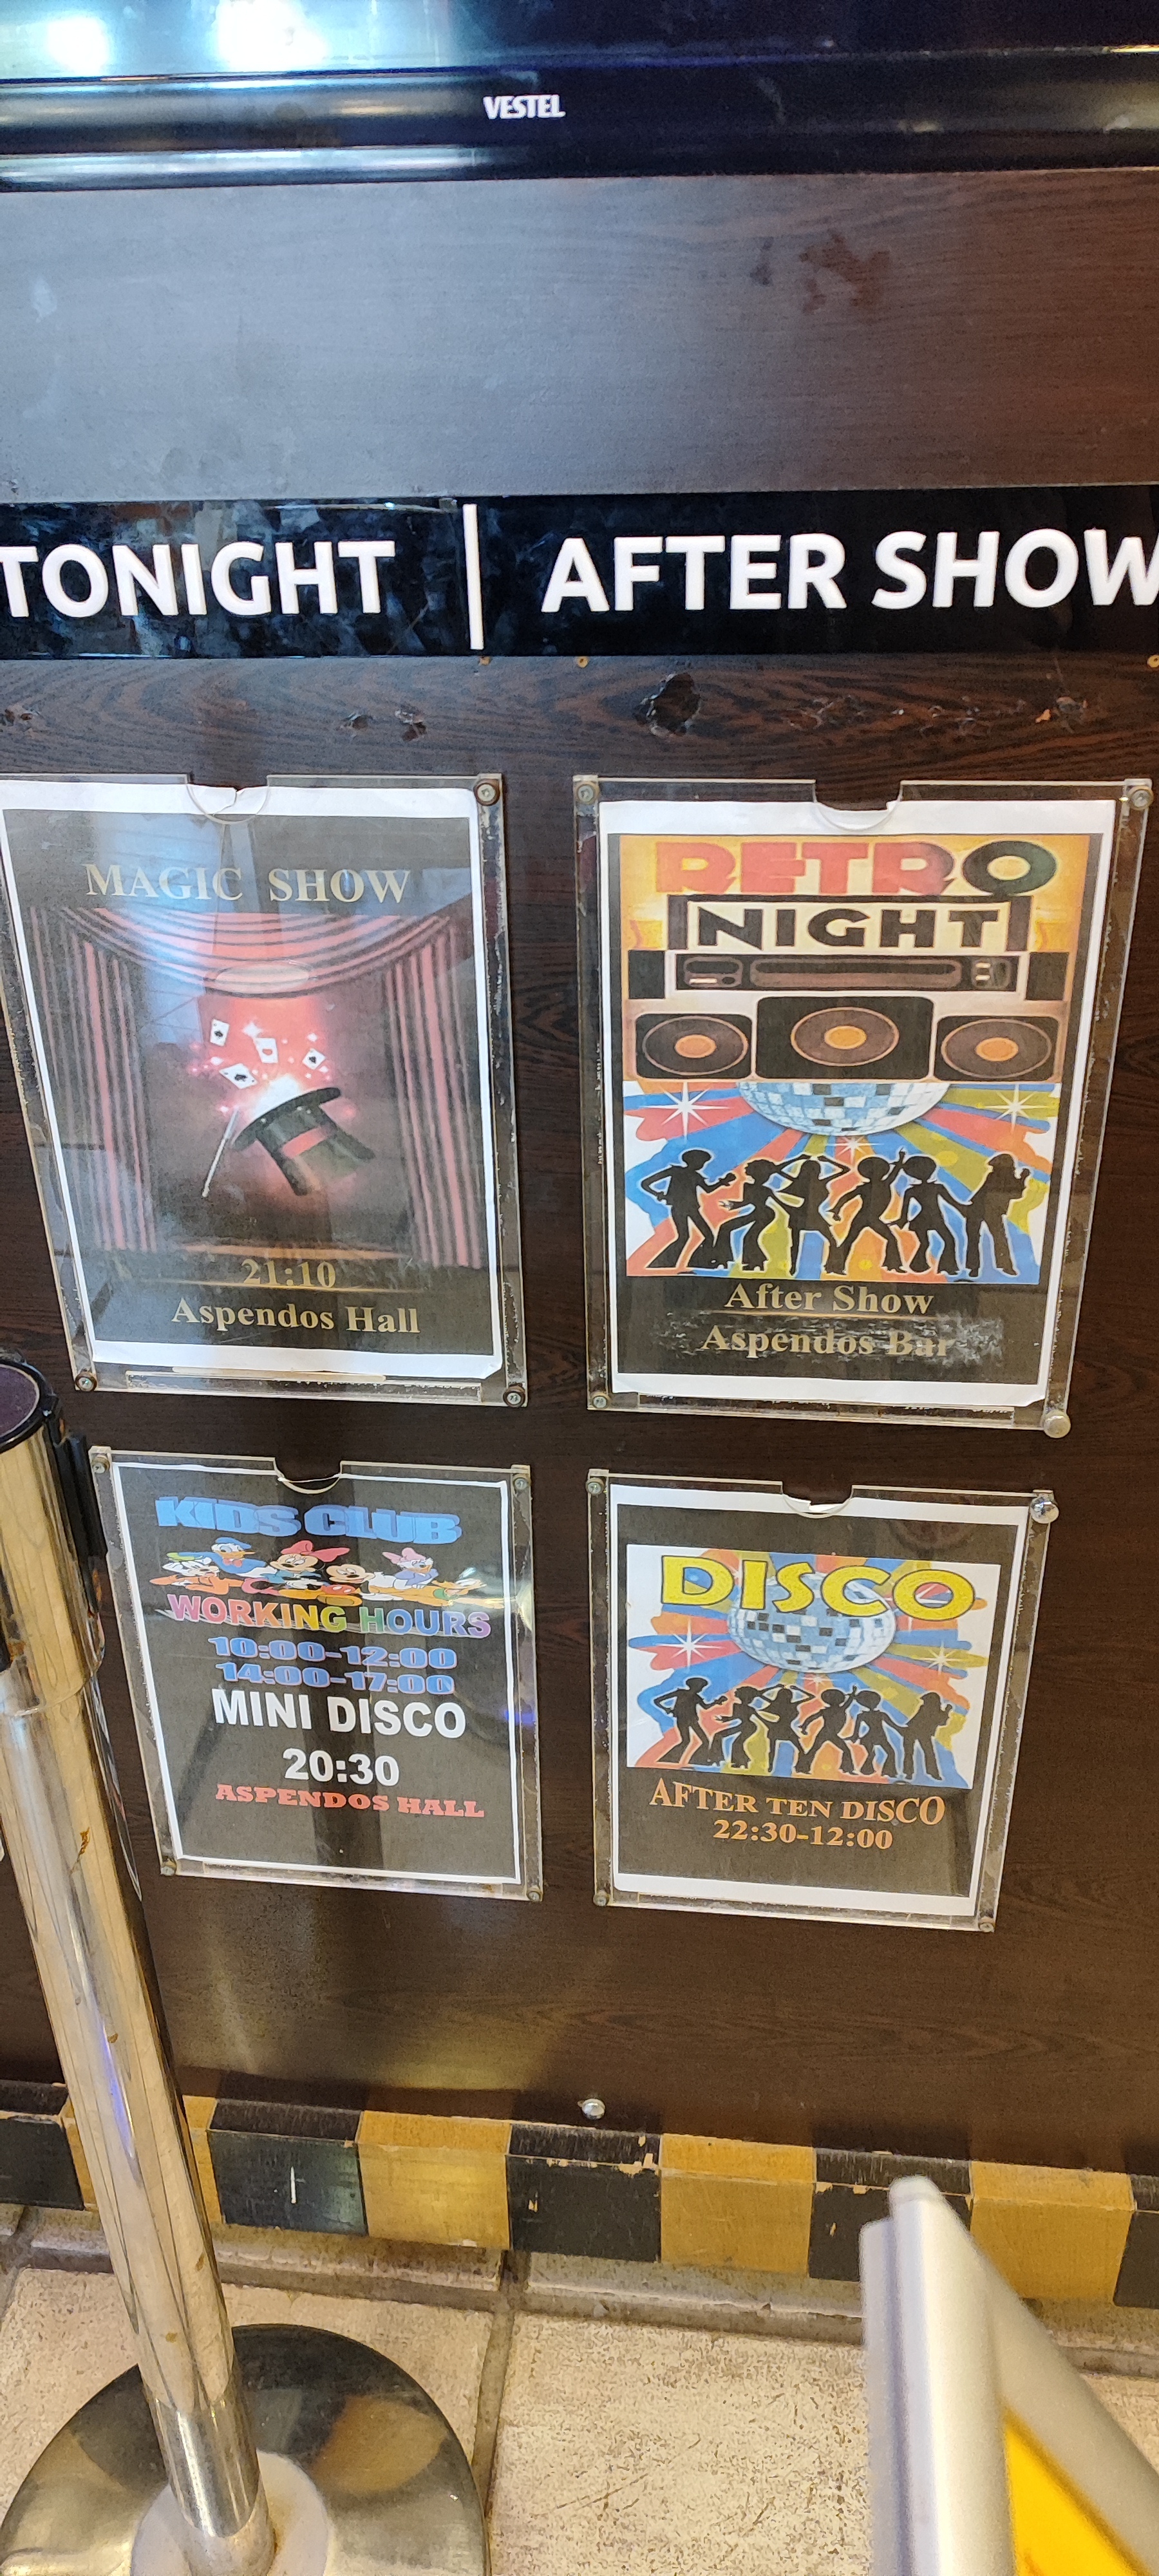 VESTEL
TONIGHT | AFTER SHOW
MAGIC SHOW
21:10
Aspendos Hall
RETRO
NIGHT
After Show
Aspendos Bar
KIDS CLUB
WORKING HOURS
10:00-12:00
14:00-17:00
MINI DISCO
20:30
ASPENDOS HALL
DISCO
AFTER TEN DISCO
22:30-12:00